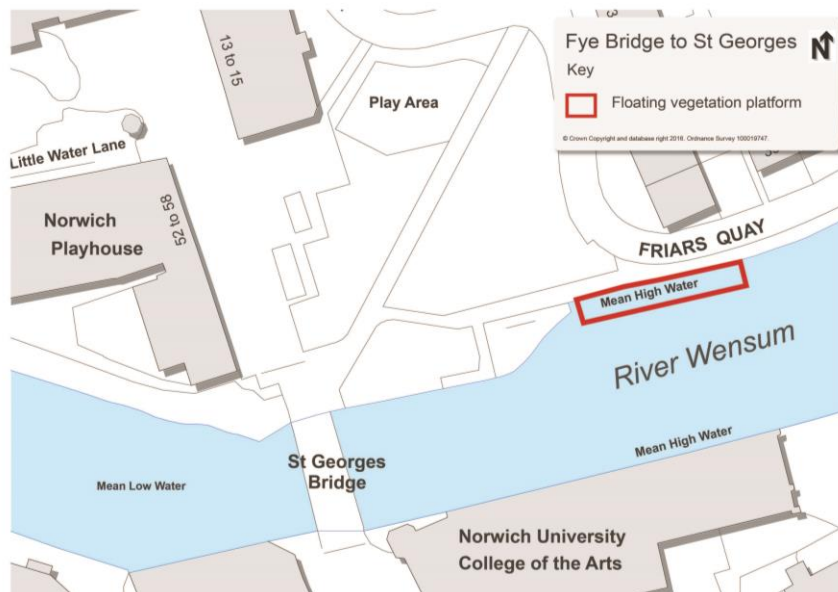 13 to 15
Play Area
Fye Bridge to St Georges
N
Key
Floating vegetation platform
© Crown Copyright and database right 2016. Ordnance Survey 100019747.
Little Water Lane
Norwich
Playhouse
52 to 58
FRIARS QUAY
Mean High Water
River Wensum
Mean High Water
St Georges
Bridge
Mean Low Water
Norwich University
College of the Arts